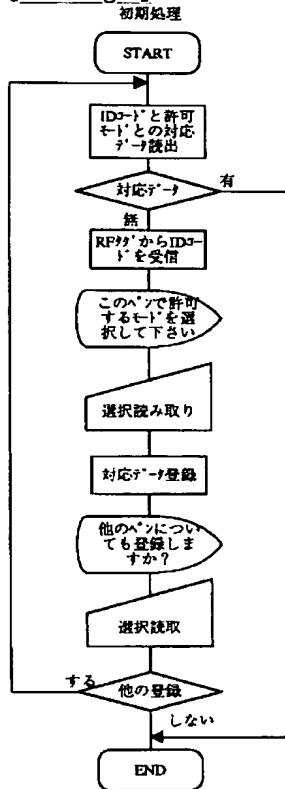 初期処理
START
IDコードと許可
モードとの対応
データ読出
対応データ
有
無
RFタグからIDコー
ドを受信
このペンで許可
するモードを選
択して下さい
選択読み取り
対応データ登録
他のペンについ
ても登録しま
すか？
選択読取
する
他の登録
しない
END